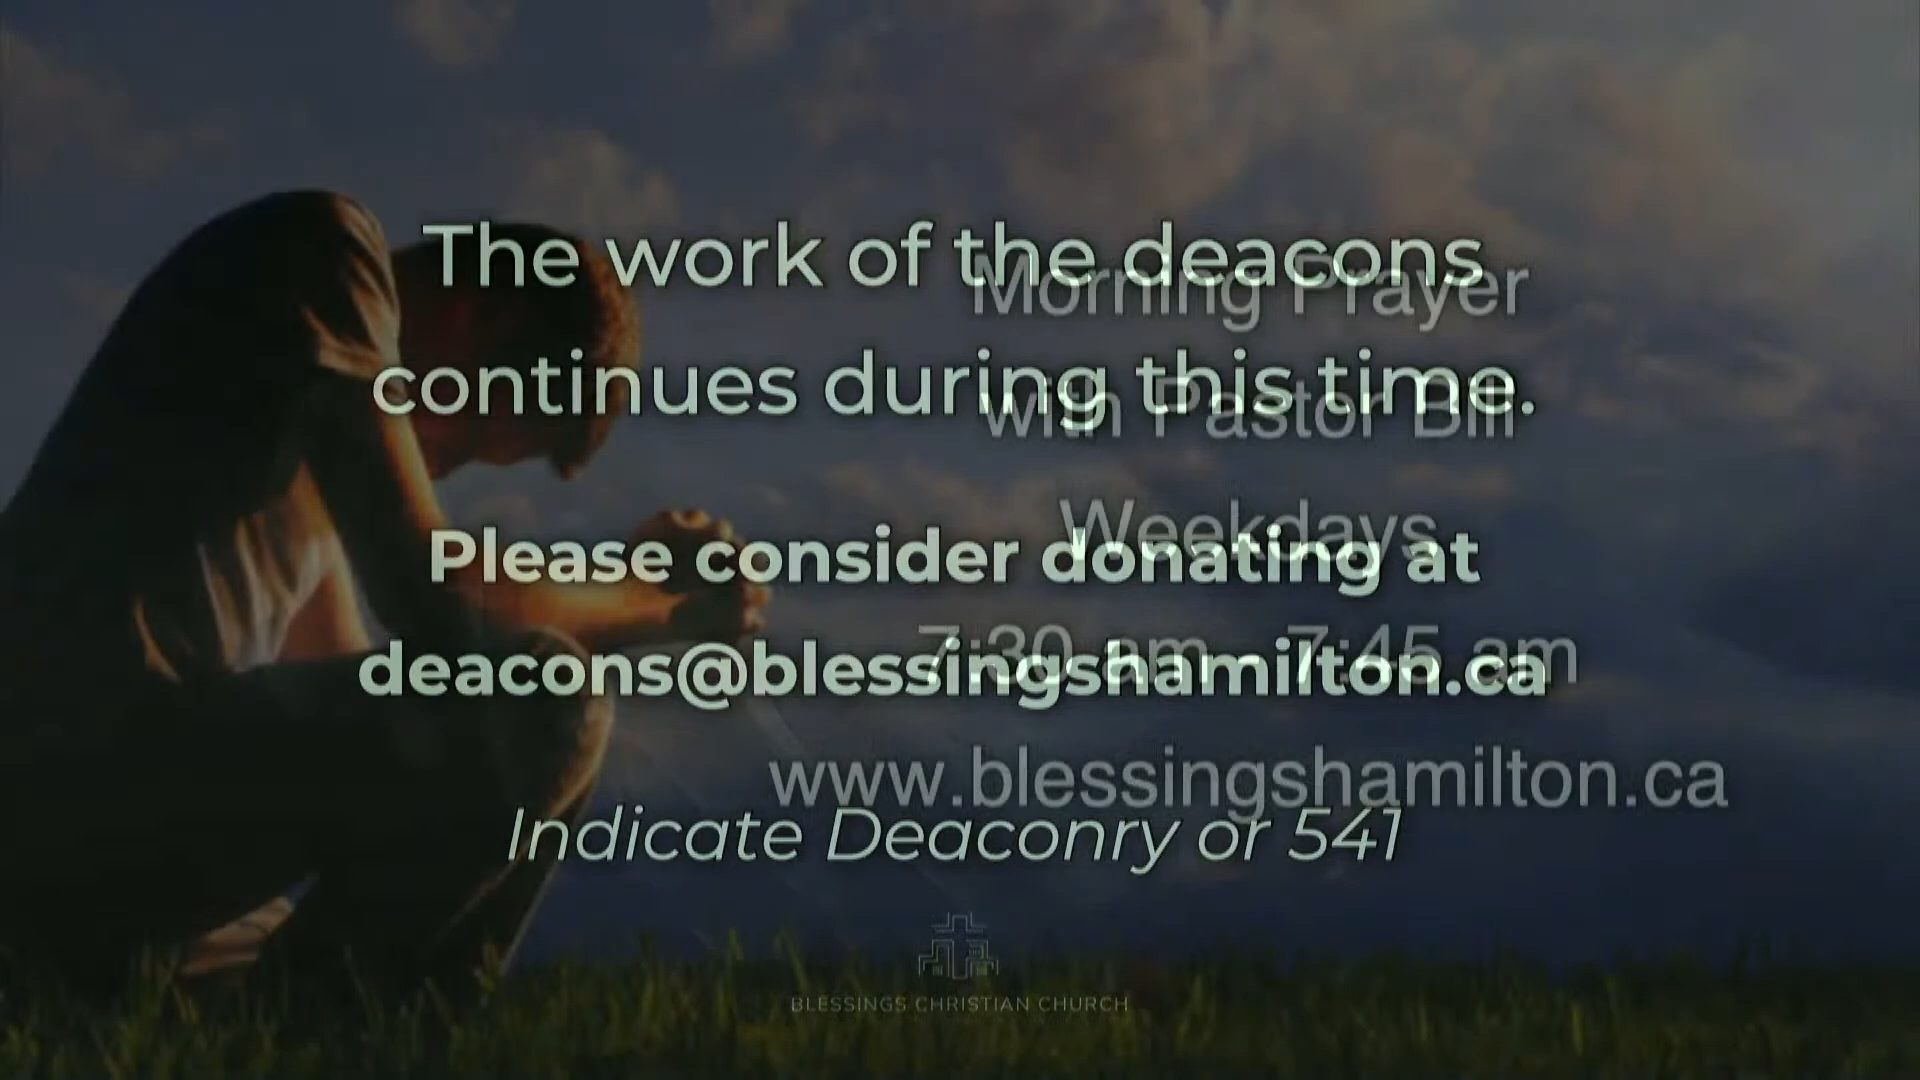 The work of the deacons
continues during this time.
Please consider donating at
deacons@blessingshamilton.ca
Indicate Deaconry or 541
Morning Prayer
with Pastor Bill
Weekdays
7:30 am - 7:45 am
www.blessingshamilton.ca
BLESSINGS CHRISTIAN CHURCH